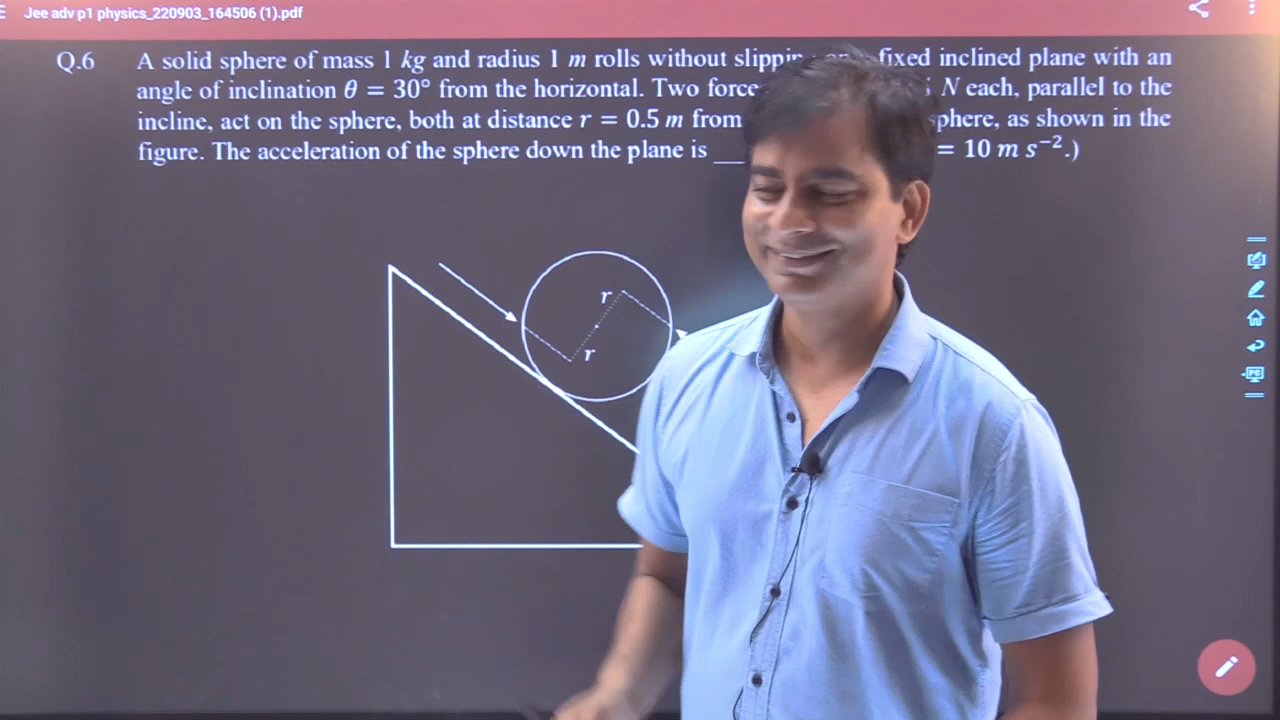 Jee adv p1 physics_220903_164506 (1).pdf
Q.6 A solid sphere of mass 1 kg and radius 1 m rolls without fixed inclined plane with an
angle of inclination θ = 30° from the horizontal. Two N each, parallel to the
incline, act on the sphere, both at distance r = 0.5 m from as shown in the
figure. The acceleration of the sphere down the plane is __ = 10 m s⁻².)
r
r
PC